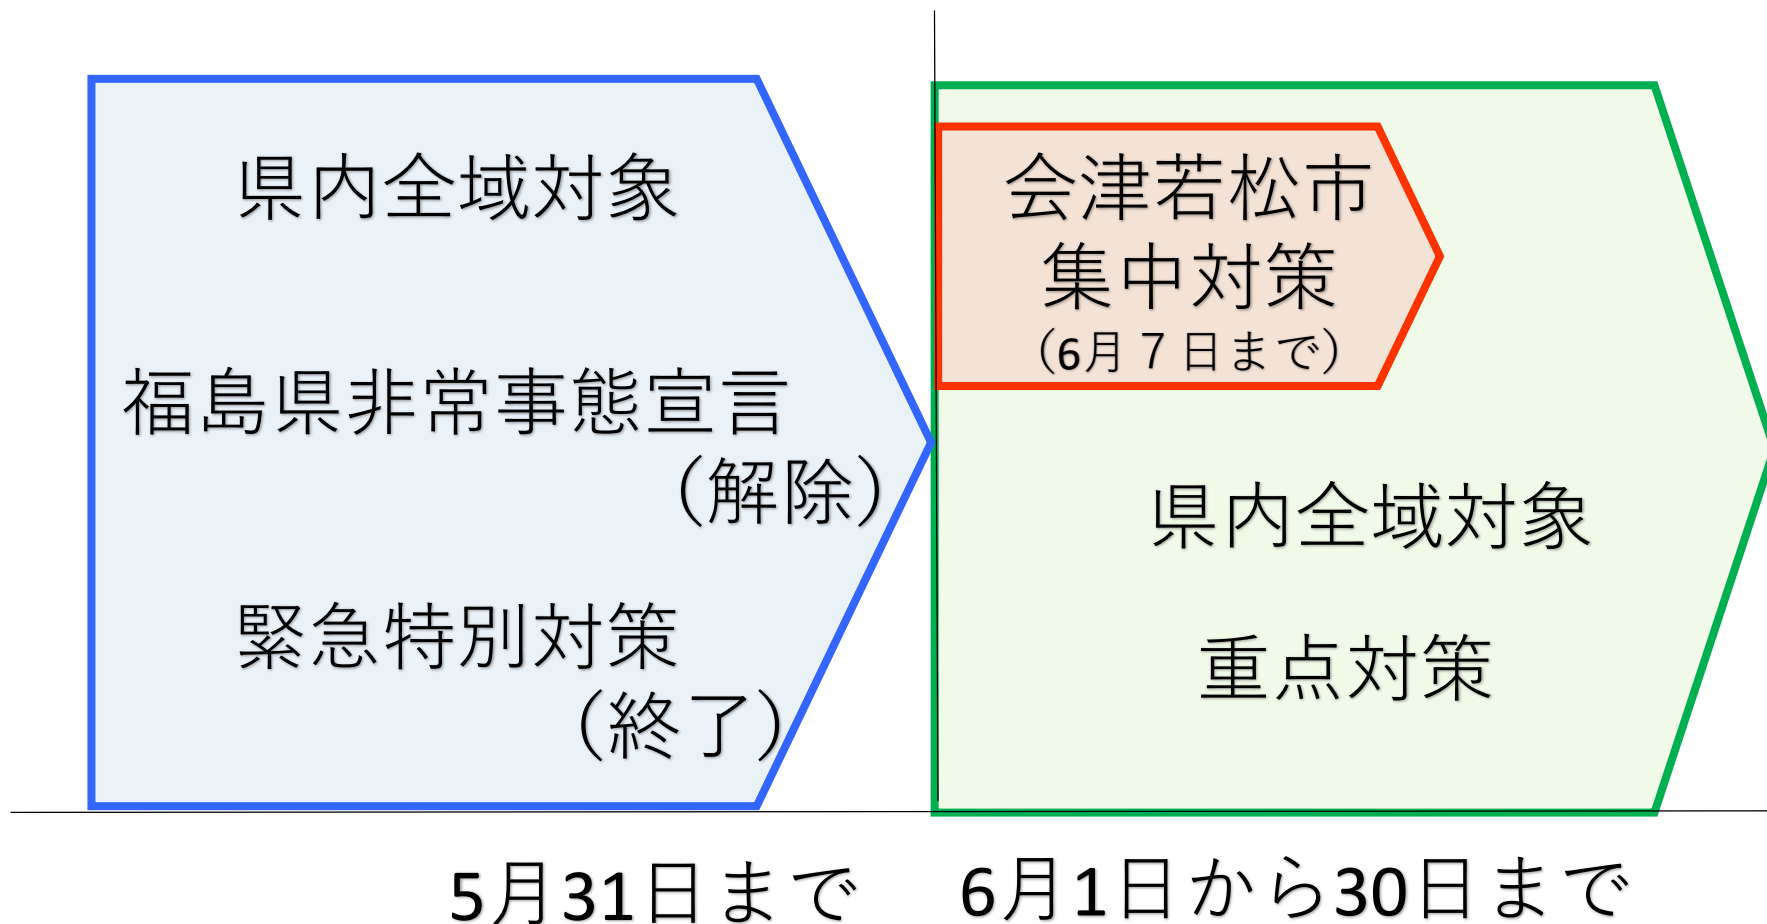 県内全域対象
福島県非常事態宣言
（解除）
緊急特別対策
（終了）
5月31日まで
会津若松市
集中対策
（6月７日まで）
県内全域対象
重点対策
6月1日から30日まで